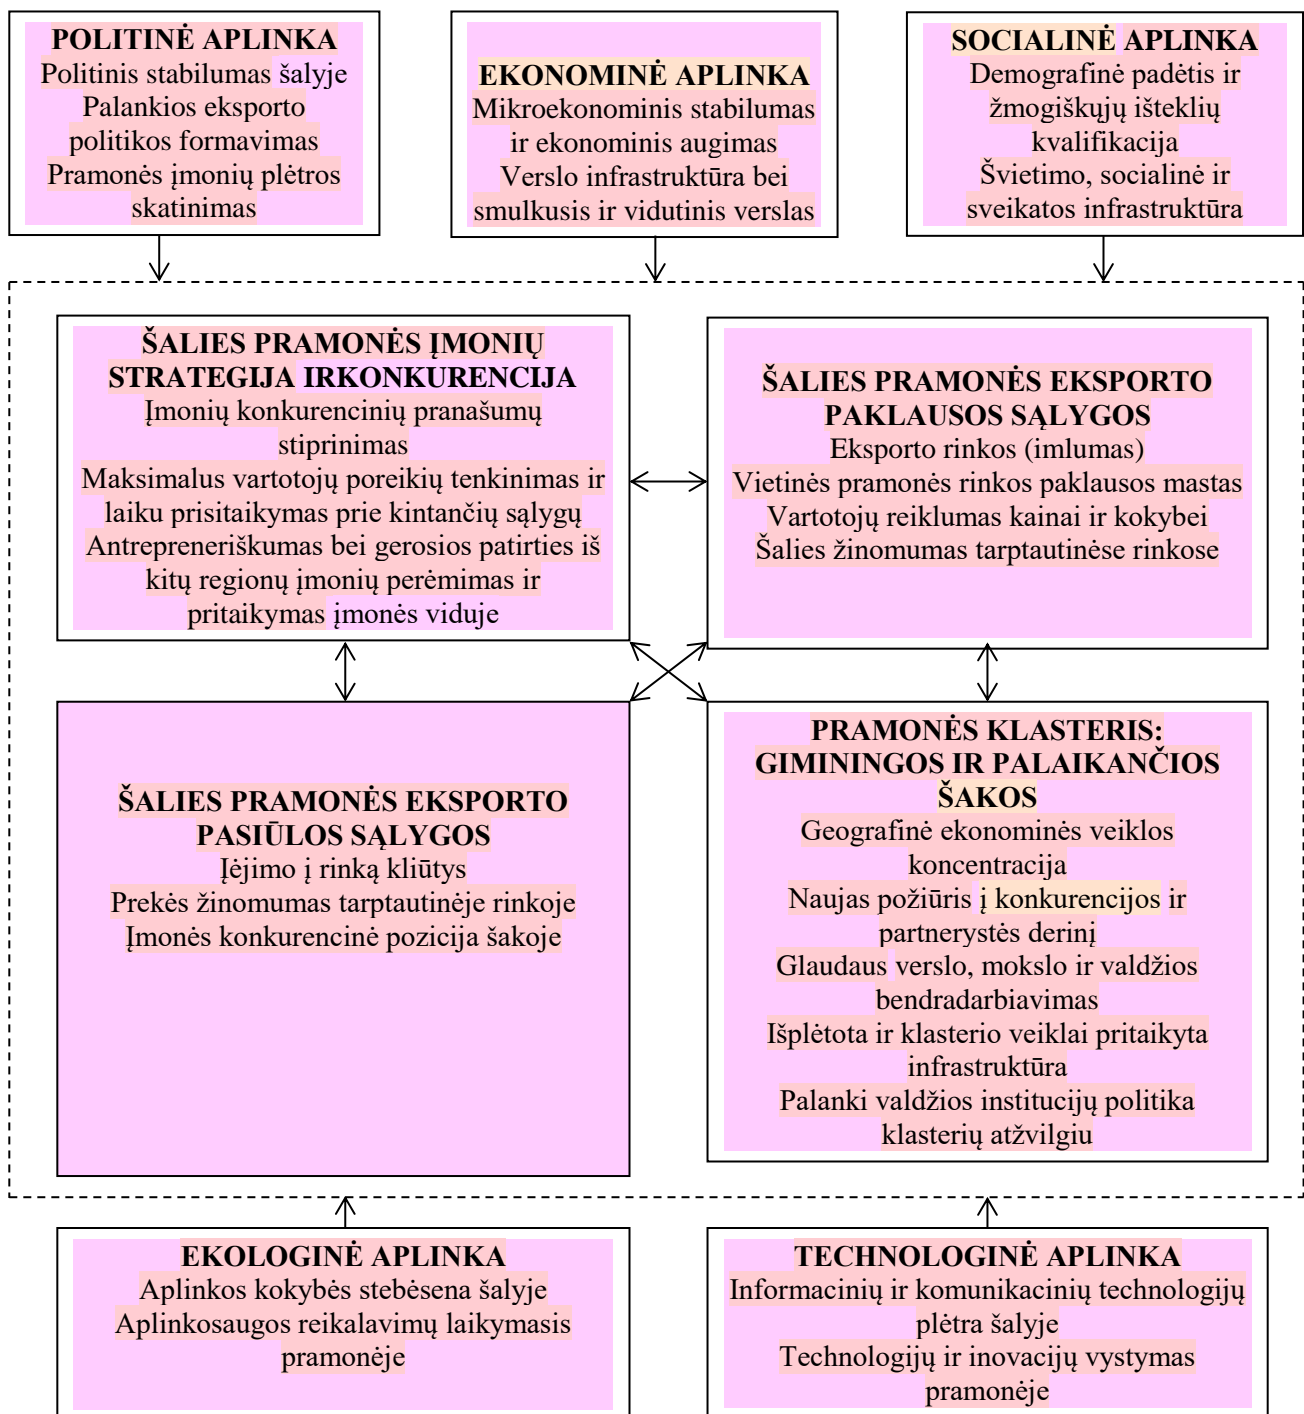 POLITINĖ APLINKA
Politinis stabilumas šalyje
Palankios eksporto
politikos formavimas
Pramonės įmonių plėtros
skatinimas
EKONOMINĖ APLINKA
Mikroekonominis stabilumas
ir ekonominis augimas
Verslo infrastruktūra bei
smulkusis ir vidutinis verslas
SOCIALINĖ APLINKA
Demografinė padėtis ir
žmogiškųjų išteklių
kvalifikacija
Švietimo, socialinė ir
sveikatos infrastruktūra
ŠALIES PRAMONĖS ĮMONIŲ
STRATEGIJA IRKONKURENCIJA
Įmonių konkurencinių pranašumų
stiprinimas
Maksimalus vartotojų poreikių tenkinimas ir
laiku prisitaikymas prie kintančių sąlygų
Antrepreneriškumas bei gerosios patirties iš
kitų regionų įmonių perėmimas ir
pritaikymas įmonės viduje
ŠALIES PRAMONĖS EKSPORTO
PAKLAUSOS SĄLYGOS
Eksporto rinkos (imlumas)
Vietinės pramonės rinkos paklausos mastas
Vartotojų reiklumas kainai ir kokybei
Šalies žinomumas tarptautinėse rinkose
ŠALIES PRAMONĖS EKSPORTO
PASIŪLOS SĄLYGOS
Įėjimo į rinką kliūtys
Prekės žinomumas tarptautinėje rinkoje
Įmonės konkurencinė pozicija šakoje
PRAMONĖS KLASTERIS:
GIMININGOS IR PALAIKANČIOS
ŠAKOS
Geografinė ekonominės veiklos
koncentracija
Naujas požiūris į konkurencijos ir
partnerystės derinį
Glaudaus verslo, mokslo ir valdžios
bendradarbiavimas
Išplėtota ir klasterio veiklai pritaikyta
infrastruktūra
Palanki valdžios institucijų politika
klasterių atžvilgiu
EKOLOGINĖ APLINKA
Aplinkos kokybės stebėsena šalyje
Aplinkosaugos reikalavimų laikymasis
pramonėje
TECHNOLOGINĖ APLINKA
Informacinių ir komunikacinių technologijų
plėtra šalyje
Technologijų ir inovacijų vystymas
pramonėje